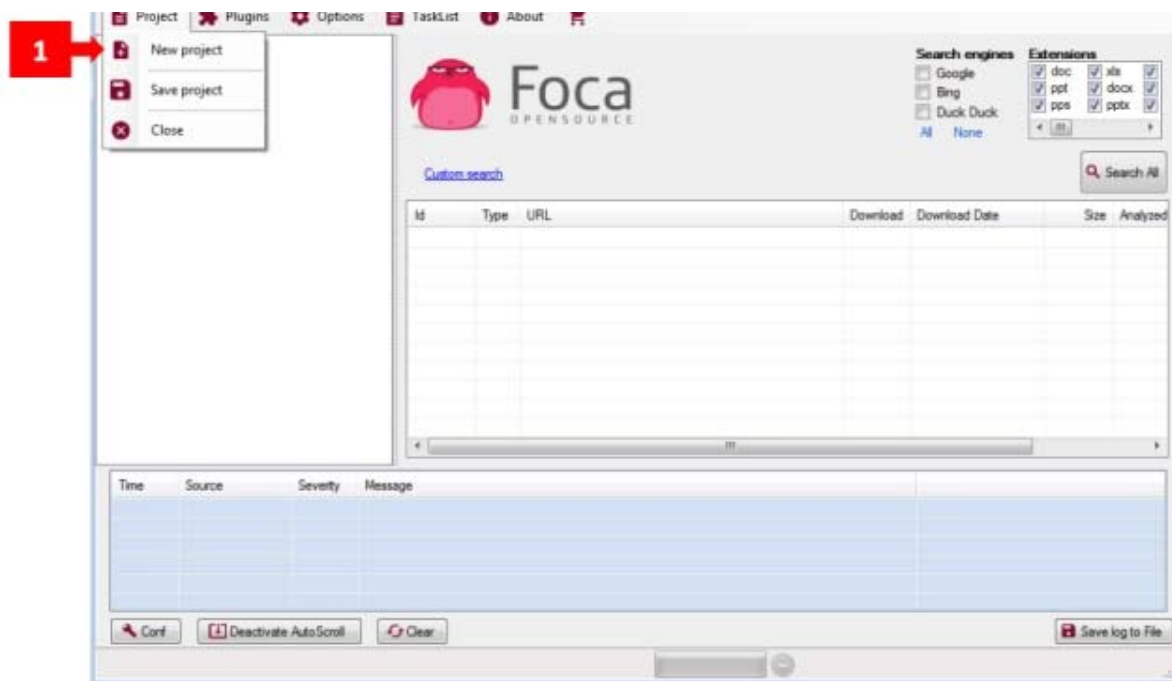 Project Plugins Options TaskList About
1
New project
Save project
Close
Foca
OPENSOURCE
Search engines
Google
Bing
Duck Duck
All None
Extensions
doc xls
ppt docx
pps pptx
Custom search
Search All
Id Type URL Download Download Date Size Analyzed
Time Source Severity Message
Conf Deactivate AutoScroll Clear Save log to File